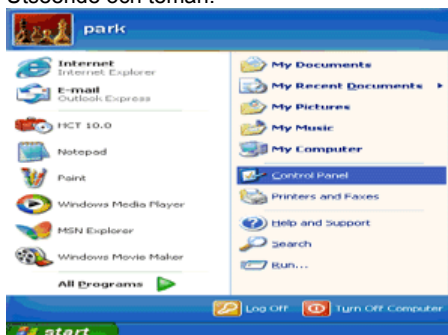 Utseende och teman.
park
Internet
Internet Explorer
E-mail
Outlook Express
HCT 10.0
Notepad
Paint
Windows Media Player
MSN Explorer
Windows Movie Maker
All Programs
My Documents
My Recent Documents
My Pictures
My Music
My Computer
Control Panel
Printers and Faxes
Help and Support
Search
Run...
Log Off
Turn Off Computer
start